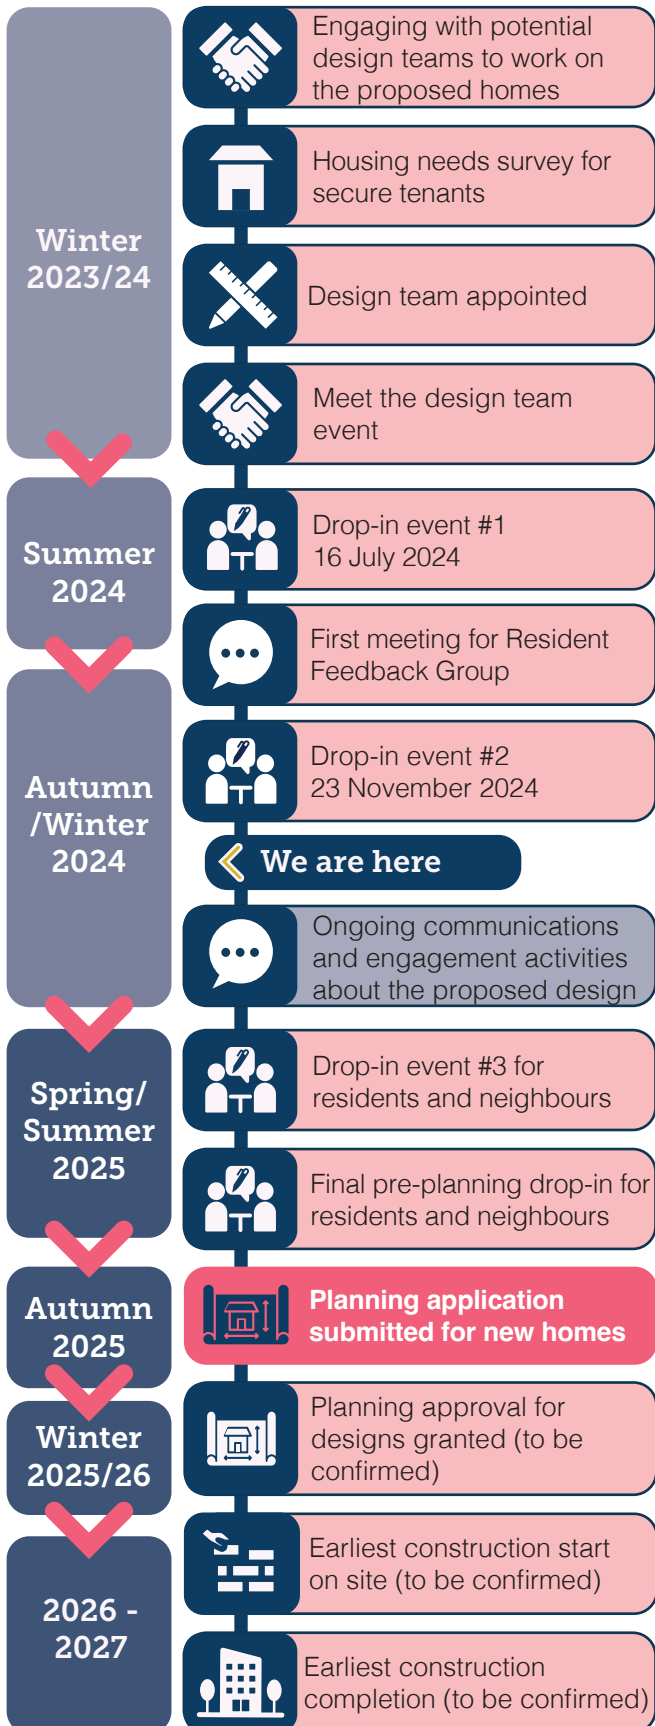 Winter
2023/24
Engaging with potential
design teams to work on
the proposed homes
Housing needs survey for
secure tenants
Design team appointed
Meet the design team
event
Summer
2024
Drop-in event #1
16 July 2024
First meeting for Resident
Feedback Group
Autumn
/Winter
2024
Drop-in event #2
23 November 2024
We are here
Ongoing communications
and engagement activities
about the proposed design
Spring/
Summer
2025
Drop-in event #3 for
residents and neighbours
Final pre-planning drop-in for
residents and neighbours
Autumn
2025
Planning application
submitted for new homes
Winter
2025/26
Planning approval for
designs granted (to be
confirmed)
2026 -
2027
Earliest construction start
on site (to be confirmed)
Earliest construction
completion (to be confirmed)